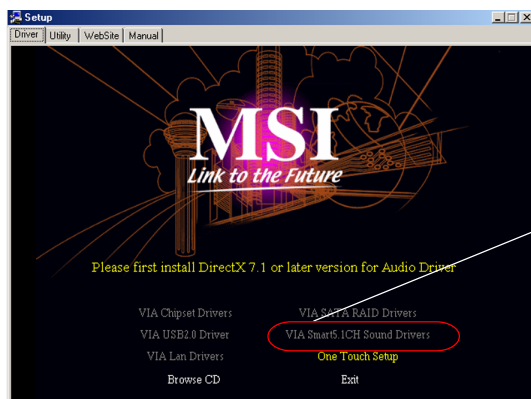 Setup
Driver Utility WebSite Manual
MSI
Link to the Future
Please first install DirectX 7.1 or later version for Audio Driver
VIA Chipset Drivers VIA SATA RAID Drivers
VIA USB2.0 Driver VIA Smart5.1CH Sound Drivers
VIA Lan Drivers One Touch Setup
Browse CD Exit